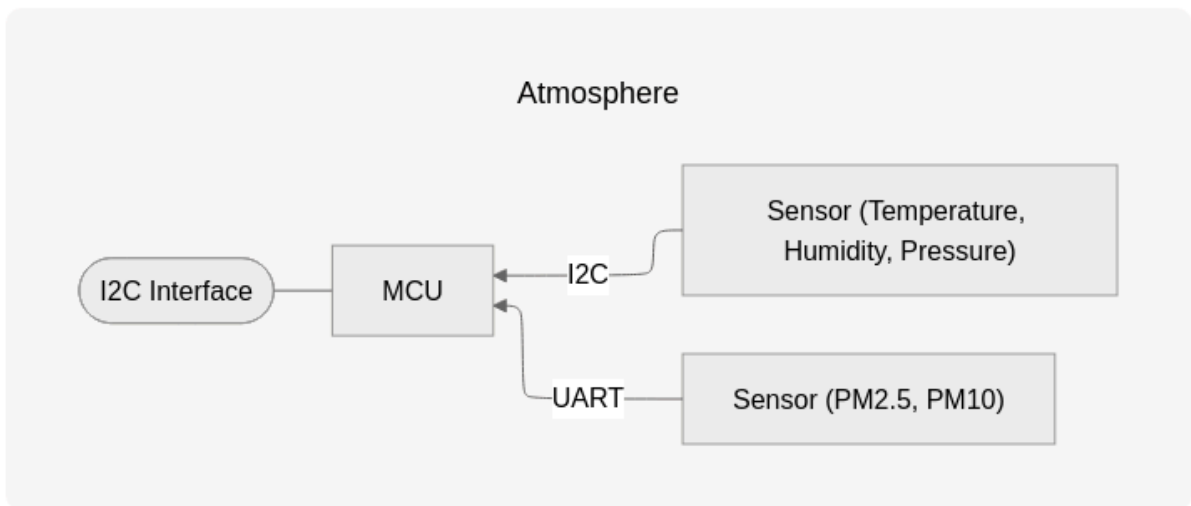 Atmosphere
Sensor (Temperature,
Humidity, Pressure)
I2C
I2C Interface
MCU
UART
Sensor (PM2.5, PM10)